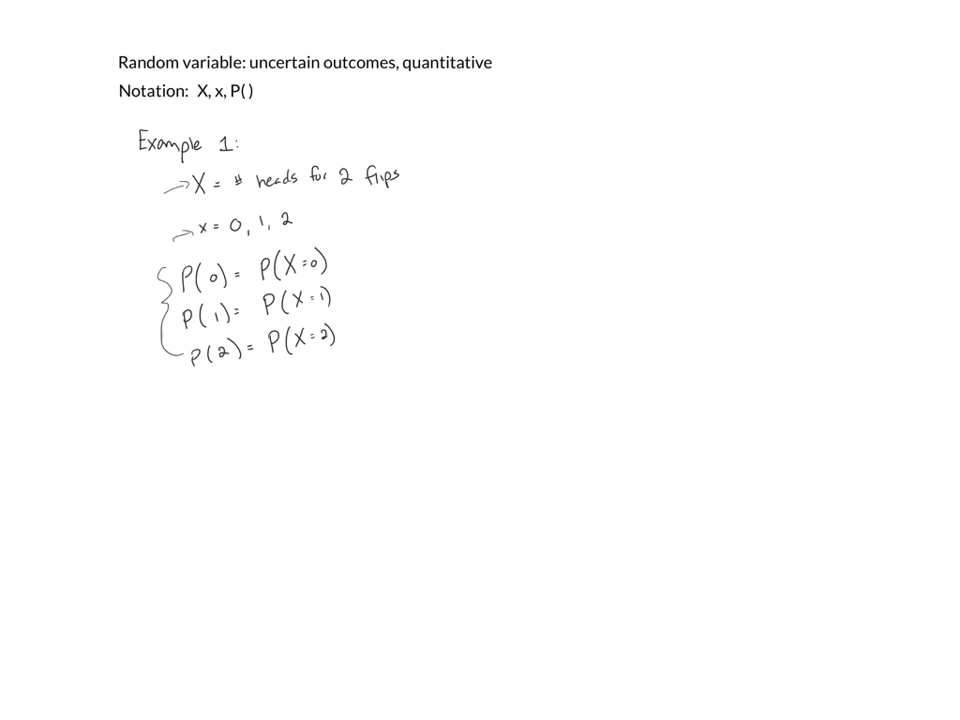 Random variable: uncertain outcomes, quantitative
Notation: X, x, P( )
Example 1:
→ X = # heads for 2 flips
→ x = 0, 1, 2
P(0) = P(X=0)
P(1) = P(X=1)
P(2) = P(X=2)